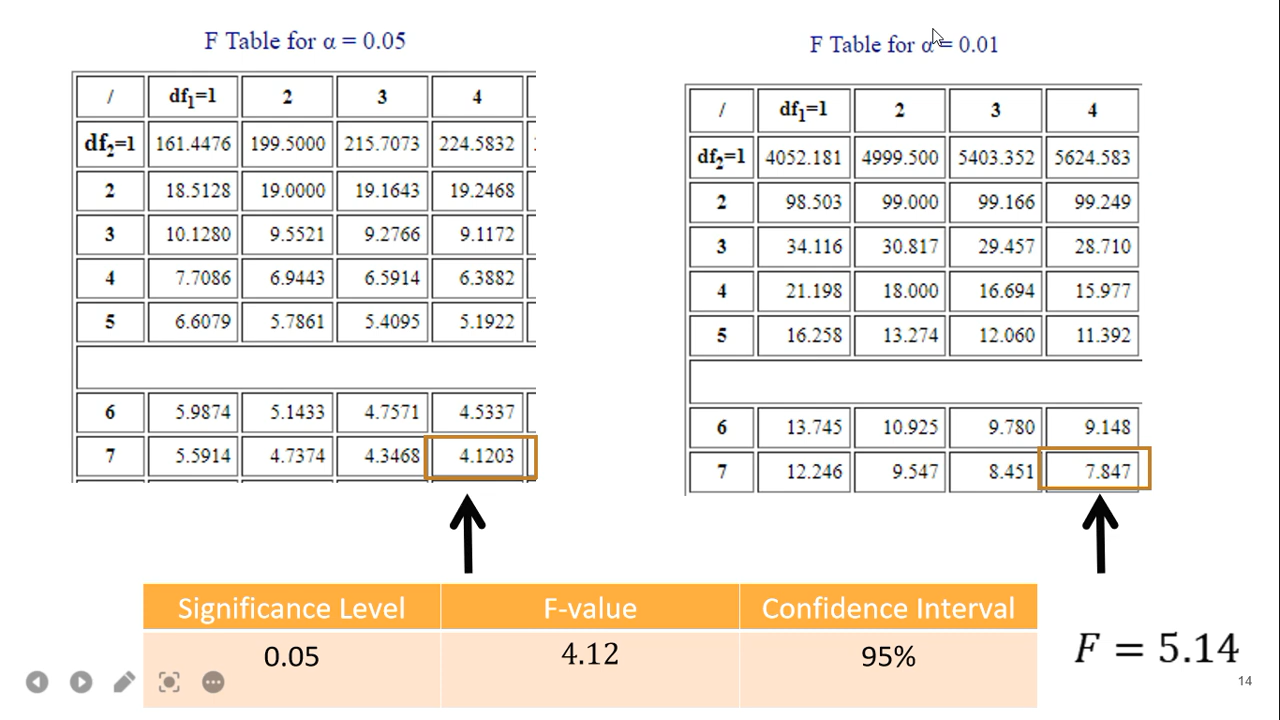 F Table for α = 0.05
/ df₁=1 2 3 4
df₂=1 161.4476 199.5000 215.7073 224.5832
2 18.5128 19.0000 19.1643 19.2468
3 10.1280 9.5521 9.2766 9.1172
4 7.7086 6.9443 6.5914 6.3882
5 6.6079 5.7861 5.4095 5.1922
6 5.9874 5.1433 4.7571 4.5337
7 5.5914 4.7374 4.3468 4.1203
F Table for α = 0.01
/ df₁=1 2 3 4
df₂=1 4052.181 4999.500 5403.352 5624.583
2 98.503 99.000 99.166 99.249
3 34.116 30.817 29.457 28.710
4 21.198 18.000 16.694 15.977
5 16.258 13.274 12.060 11.392
6 13.745 10.925 9.780 9.148
7 12.246 9.547 8.451 7.847
Significance Level F-value Confidence Interval
0.05 4.12 95%
F = 5.14
14